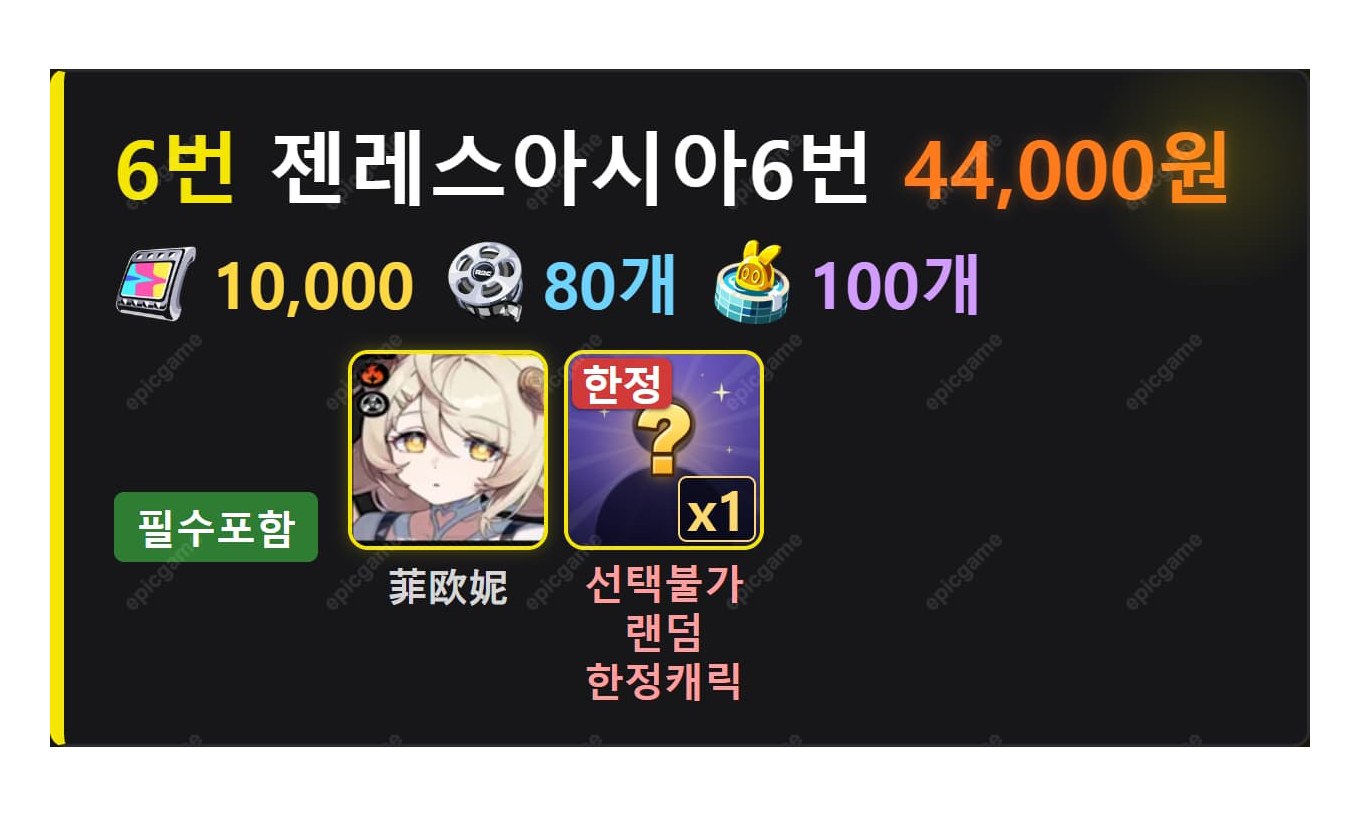 6번 젠레스아시아6번 44,000원
10,000 80개 100개
한정
x1
필수포함
菲欧妮
선택불가
랜덤
한정캐릭
epicgame